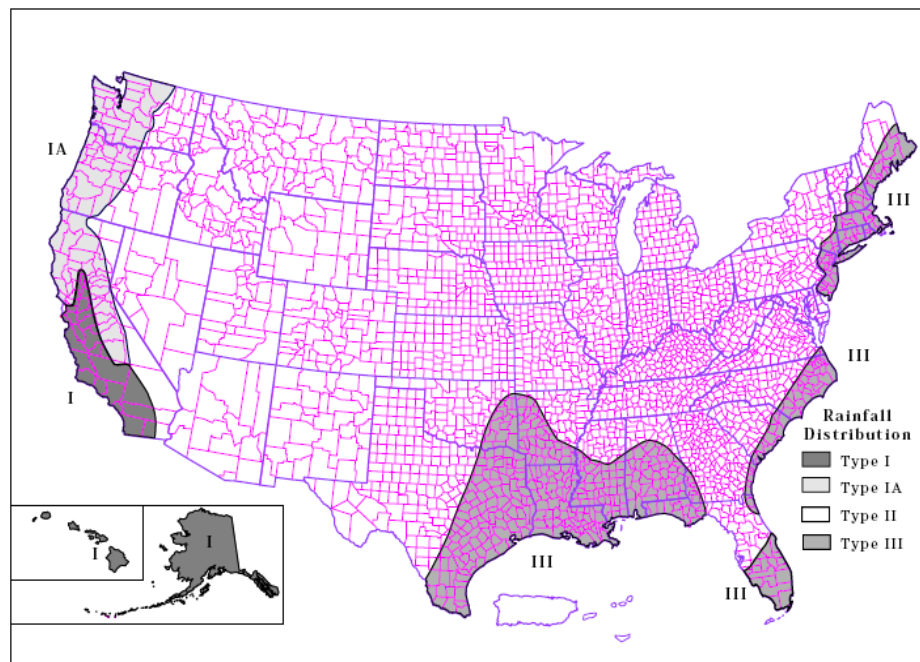 IA
III
III
I
Rainfall
Distribution
Type I
Type IA
Type II
Type III
I
I
III
III